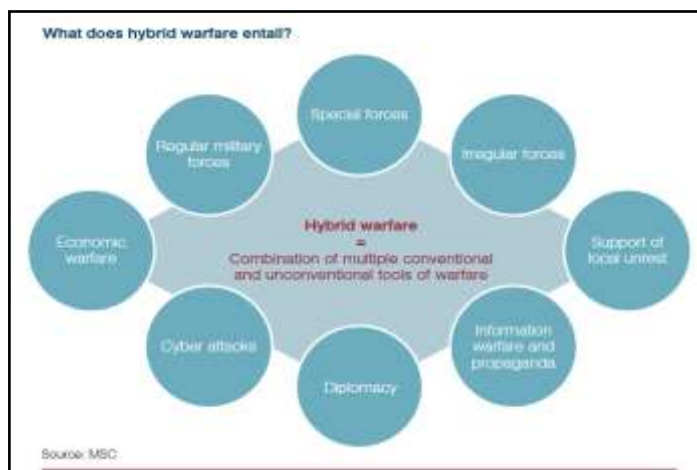 What does hybrid warfare entail?
Special forces
Regular military
forces
Irregular forces
Economic
warfare
Hybrid warfare
=
Combination of multiple conventional
and unconventional tools of warfare
Support of
local unrest
Cyber attacks
Information
warfare and
propaganda
Diplomacy
Source: MSC